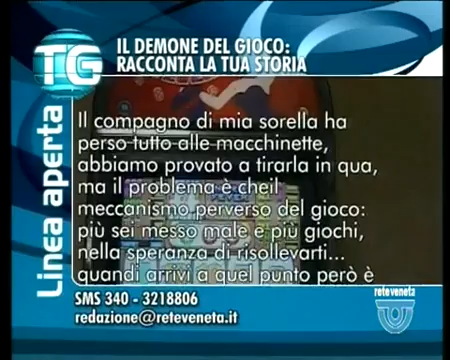 TG
IL DEMONE DEL GIOCO:
RACCONTA LA TUA STORIA
Linea aperta
Il compagno di mia sorella ha
perso tutto alle macchinette,
abbiamo provato a tirarla in qua,
ma il problema è cheil
meccanismo perverso del gioco:
più sei messo male e più giochi,
nella speranza di risollevarti...
quandi arrivi a quel punto però è
SMS 340 - 3218806
redazione@reteveneta.it
reteveneta